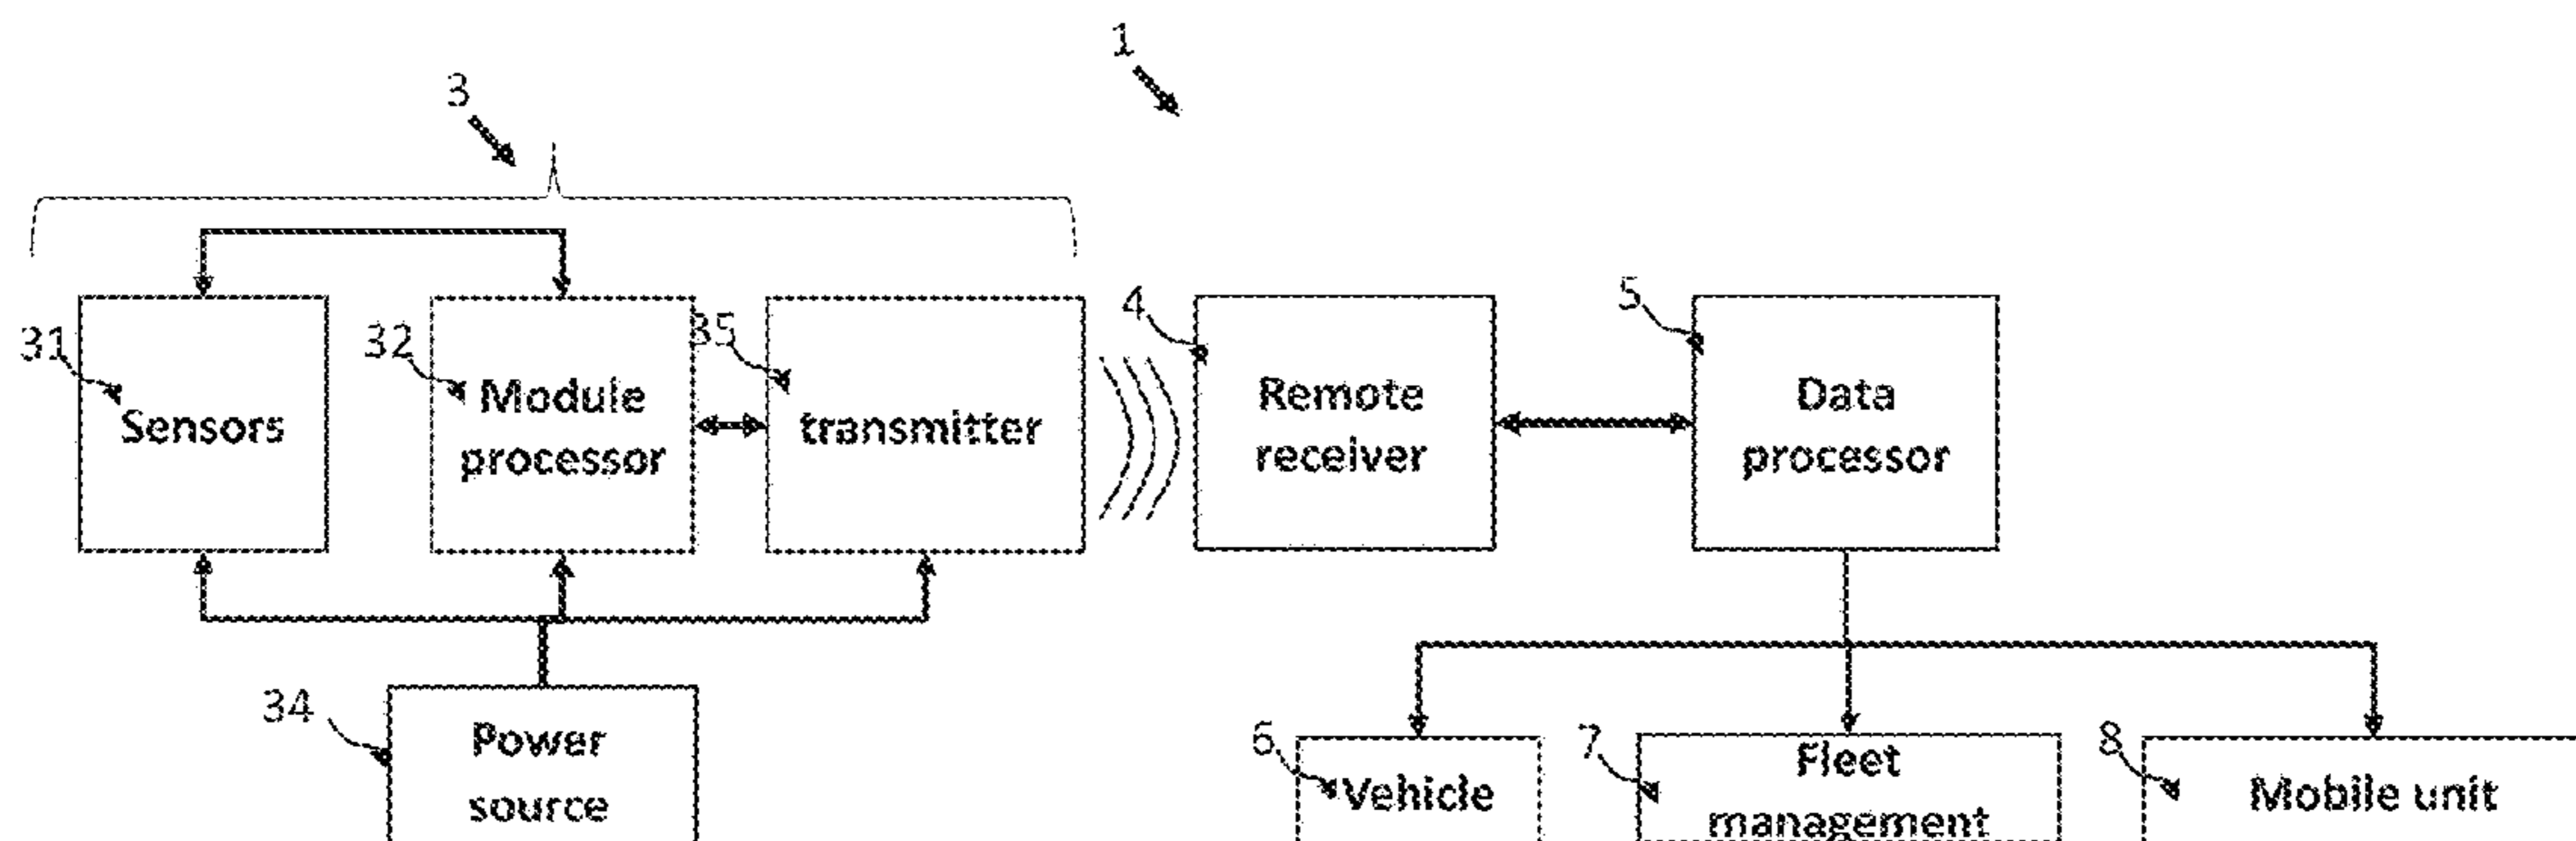 1
3
31
Sensors
32
Module
processor
35
transmitter
4
Remote
receiver
5
Data
processor
34
Power
source
6
Vehicle
7
Fleet
management
8
Mobile unit